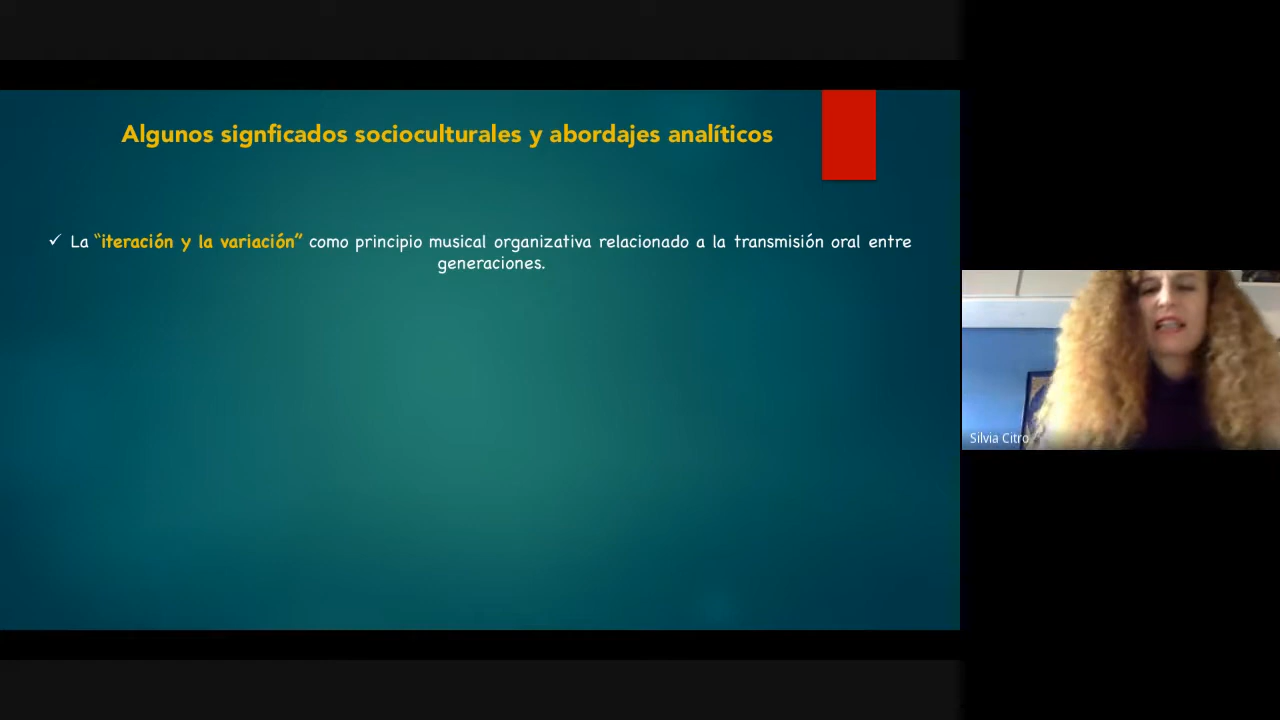 Algunos signficados socioculturales y abordajes analíticos
✓ La “iteración y la variación” como principio musical organizativa relacionado a la transmisión oral entre
generaciones.
Silvia Citro